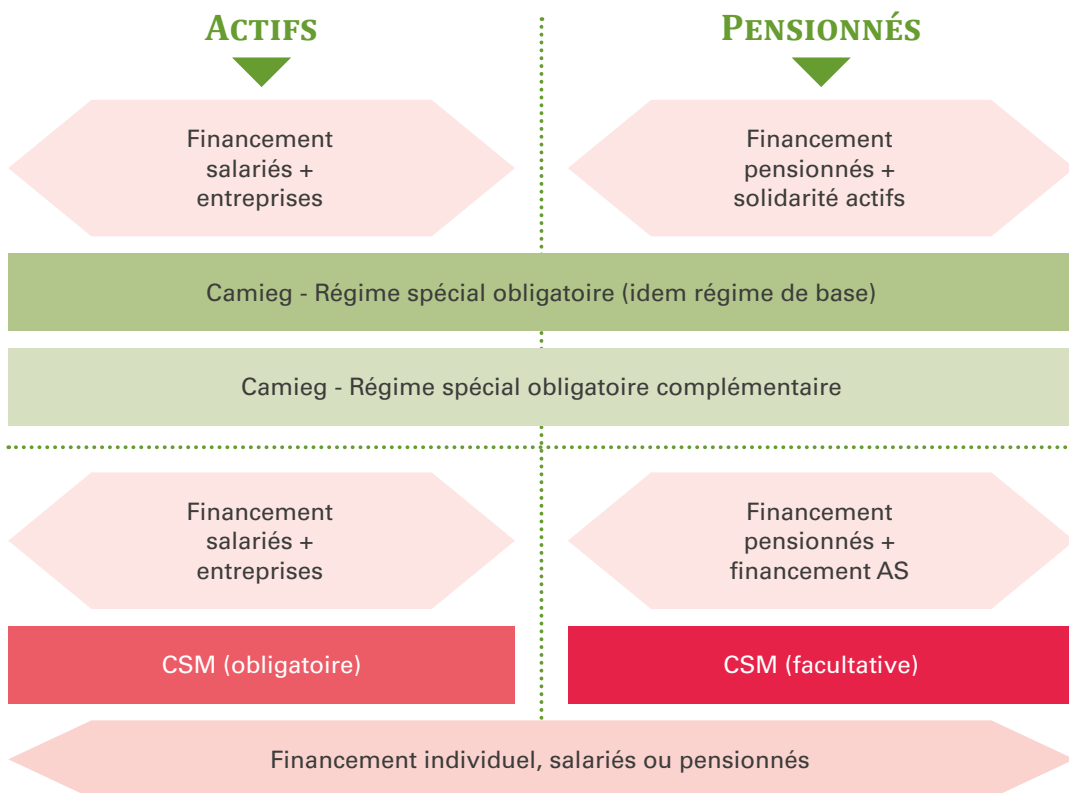 ACTIFS
PENSIONNÉS
Financement
salariés +
entreprises
Financement
pensionnés +
solidarité actifs
Camieg - Régime spécial obligatoire (idem régime de base)
Camieg - Régime spécial obligatoire complémentaire
Financement
salariés +
entreprises
Financement
pensionnés +
financement AS
CSM (obligatoire)
CSM (facultative)
Financement individuel, salariés ou pensionnés